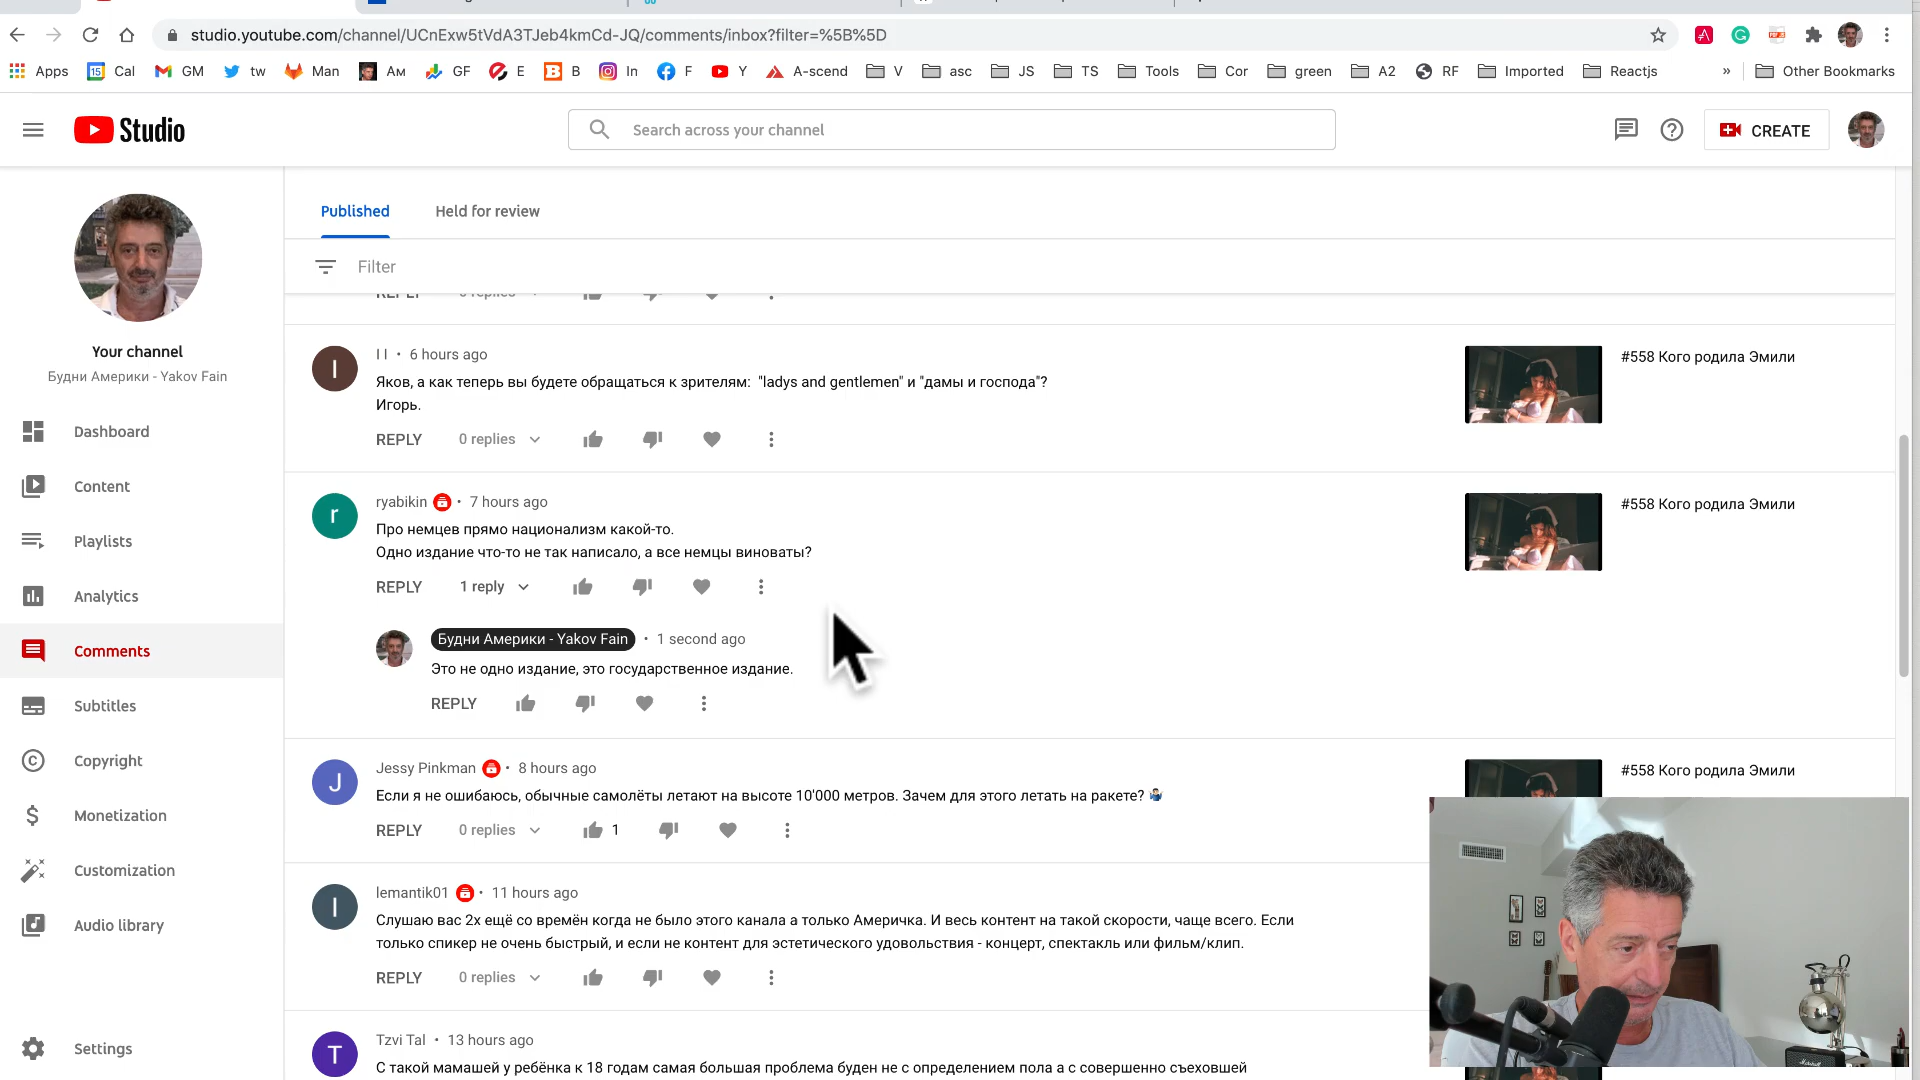 studio.youtube.com/channel/UCnExw5tVdA3TJeb4kmCd-JQ/comments/inbox?filter=%5B%5D
Apps
15
Cal
GM
tw
Man
Ам
GF
E
B
In
F
Y
A-scend
V
asc
JS
TS
Tools
Cor
green
A2
RF
Imported
Reactjs
»
Other Bookmarks
Studio
Search across your channel
CREATE
Published
Held for review
Filter
Your channel
Будни Америки - Yakov Fain
Dashboard
Content
Playlists
Analytics
Comments
Subtitles
Copyright
Monetization
Customization
Audio library
Settings
I I • 6 hours ago
Яков, а как теперь вы будете обращаться к зрителям: "ladys and gentlemen" и "дамы и господа"?
Игорь.
REPLY 0 replies
#558 Кого родила Эмили
r
ryabikin • 7 hours ago
Про немцев прямо национализм какой-то.
Одно издание что-то не так написало, а все немцы виноваты?
REPLY 1 reply
#558 Кого родила Эмили
Будни Америки - Yakov Fain • 1 second ago
Это не одно издание, это государственное издание.
REPLY
J
Jessy Pinkman • 8 hours ago
Если я не ошибаюсь, обычные самолёты летают на высоте 10'000 метров. Зачем для этого летать на ракете?
REPLY 0 replies 1
#558 Кого родила Эмили
lemantik01 • 11 hours ago
Слушаю вас 2х ещё со времён когда не было этого канала а только Америчка. И весь контент на такой скорости, чаще всего. Если
только спикер не очень быстрый, и если не контент для эстетического удовольствия - концерт, спектакль или фильм/клип.
REPLY 0 replies
T
Tzvi Tal • 13 hours ago
С такой мамашей у ребёнка к 18 годам самая большая проблема буден не с определением пола а с совершенно съеховшей
Marshall